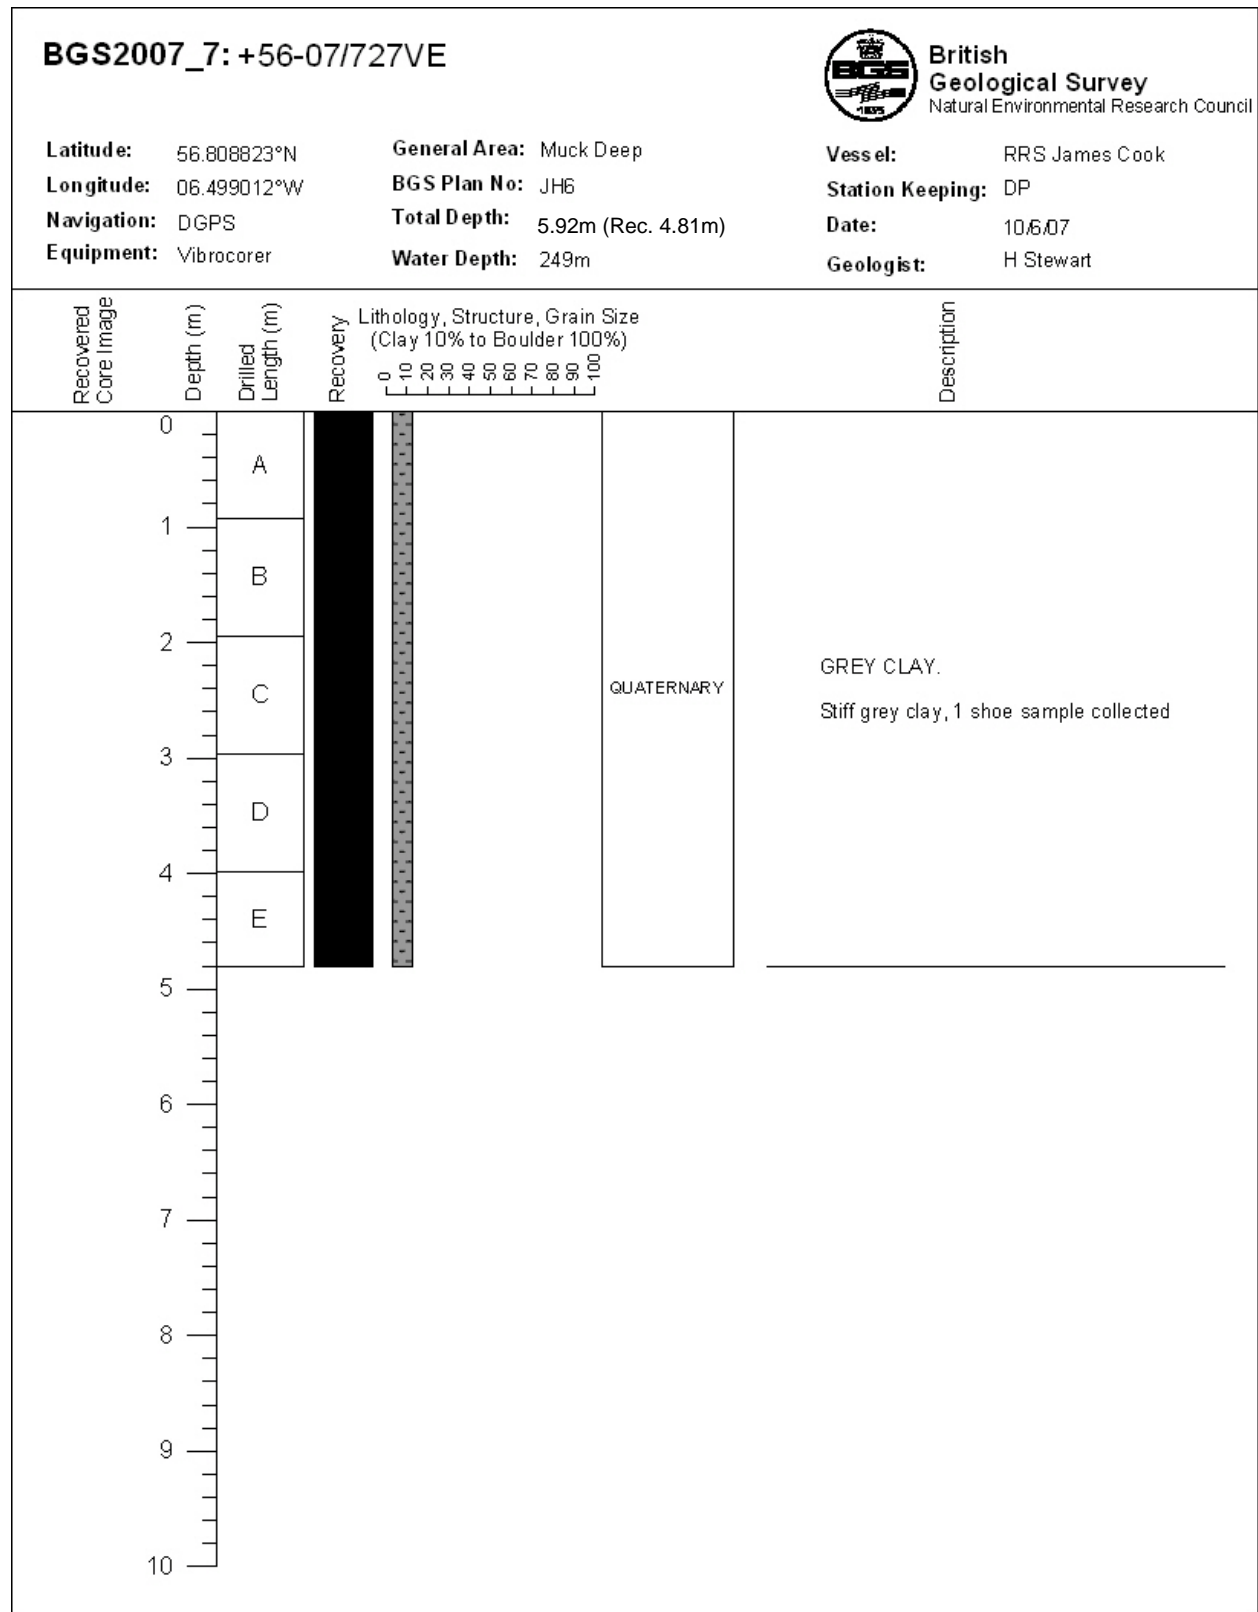 BGS2007_7: +56-07/727VE
BGS
1835
British
Geological Survey
Natural Environmental Research Council
Latitude: 56.808823°N
Longitude: 06.499012°W
Navigation: DGPS
Equipment: Vibrocorer
General Area: Muck Deep
BGS Plan No: JH6
Total Depth: 5.92m (Rec. 4.81m)
Water Depth: 249m
Vessel: RRS James Cook
Station Keeping: DP
Date: 10/6/07
Geologist: H Stewart
Recovered
Core Image
Depth (m)
Drilled
Length (m)
Recovery
Lithology, Structure, Grain Size
(Clay 10% to Boulder 100%)
0 10 20 30 40 50 60 70 80 90 100
Description
0
A
1
B
2
C
3
D
4
E
5
6
7
8
9
10
QUATERNARY
GREY CLAY.
Stiff grey clay, 1 shoe sample collected